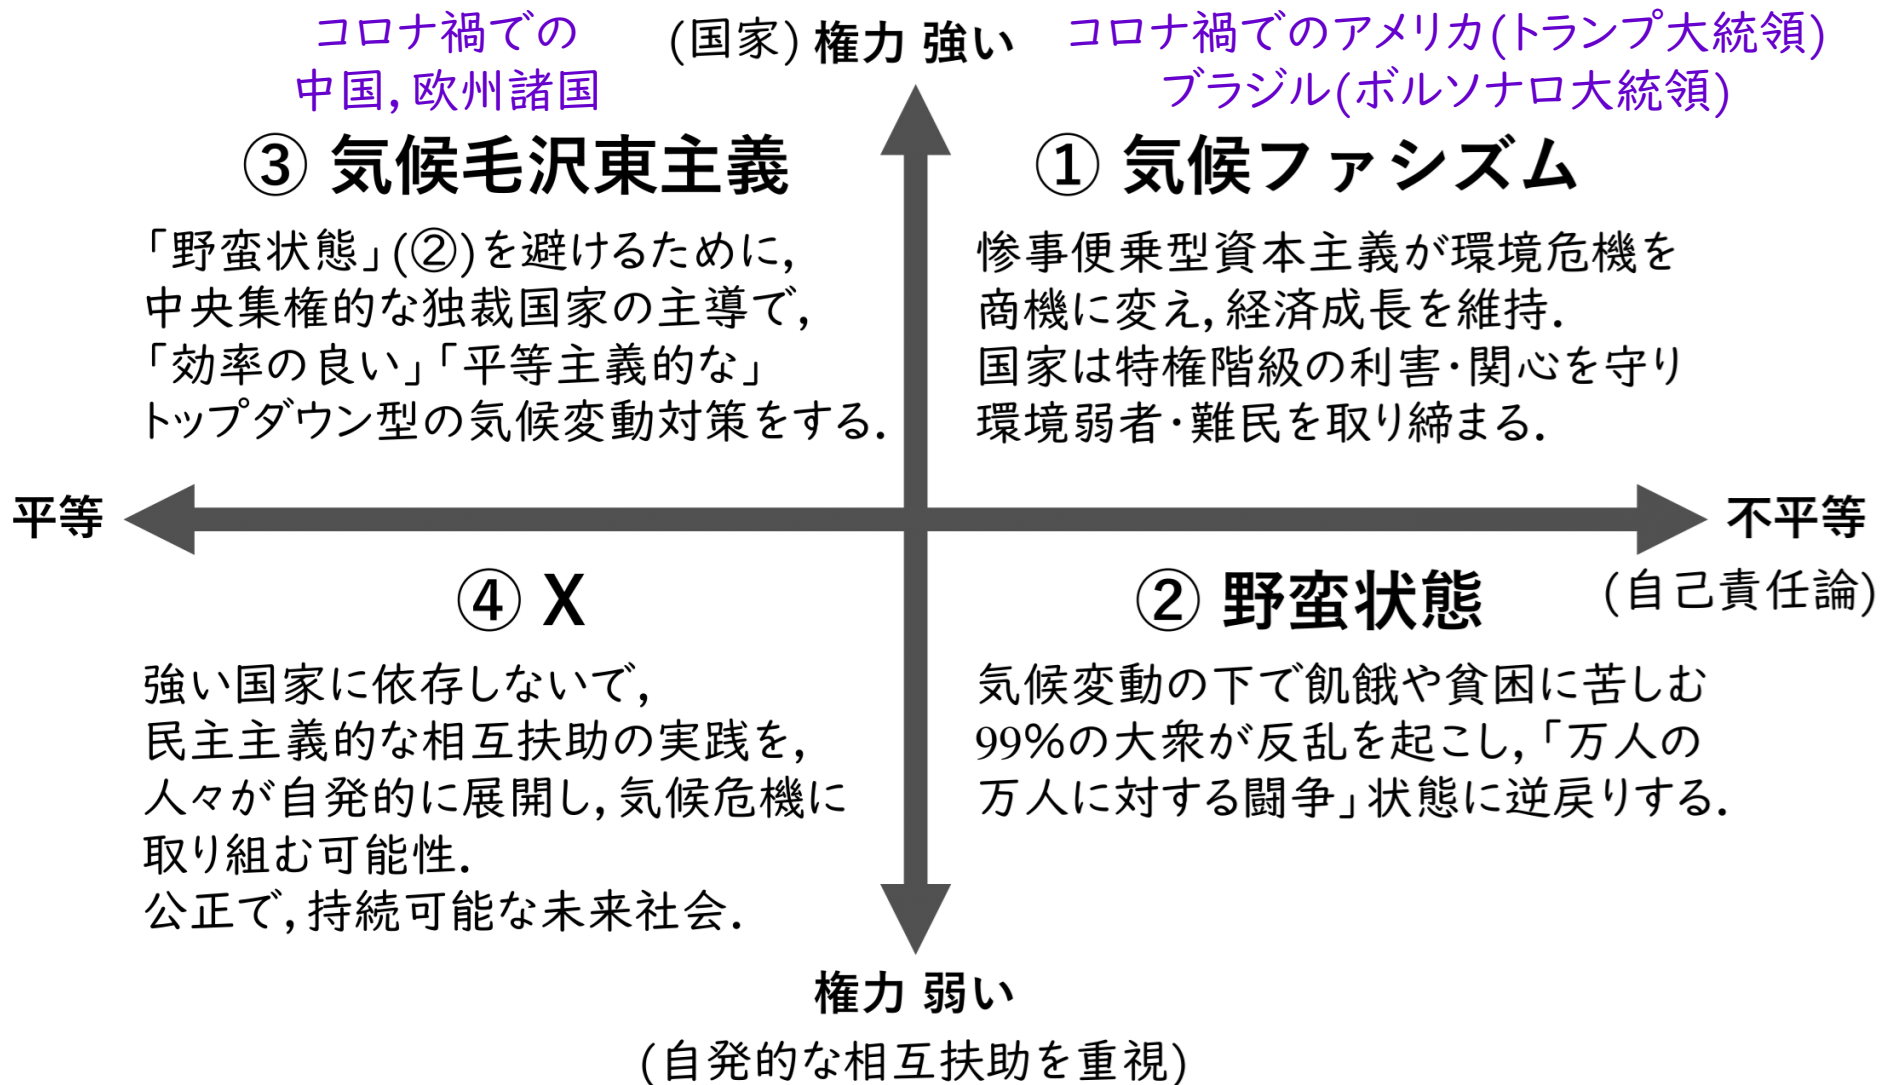 コロナ禍での
中国, 欧州諸国
(国家) 権力 強い
コロナ禍でのアメリカ(トランプ大統領)
ブラジル(ボルソナロ大統領)
③ 気候毛沢東主義
「野蛮状態」(②)を避けるために,
中央集権的な独裁国家の主導で,
「効率の良い」「平等主義的な」
トップダウン型の気候変動対策をする.
① 気候ファシズム
惨事便乗型資本主義が環境危機を
商機に変え, 経済成長を維持.
国家は特権階級の利害・関心を守り
環境弱者・難民を取り締まる.
平等
不平等
(自己責任論)
④ X
強い国家に依存しないで,
民主主義的な相互扶助の実践を,
人々が自発的に展開し, 気候危機に
取り組む可能性.
公正で, 持続可能な未来社会.
② 野蛮状態
気候変動の下で飢餓や貧困に苦しむ
99%の大衆が反乱を起こし, 「万人の
万人に対する闘争」状態に逆戻りする.
権力 弱い
(自発的な相互扶助を重視)